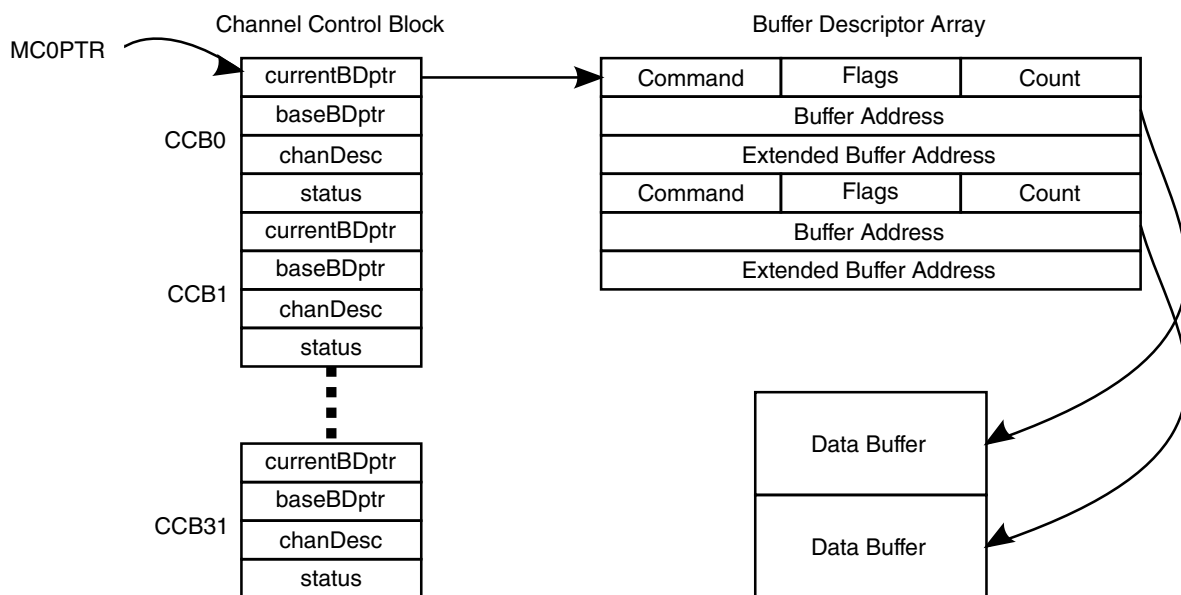 Channel Control Block
Buffer Descriptor Array
MC0PTR
currentBDptr
baseBDptr
CCB0
chanDesc
status
currentBDptr
baseBDptr
CCB1
chanDesc
status
currentBDptr
baseBDptr
CCB31
chanDesc
status
Command Flags Count
Buffer Address
Extended Buffer Address
Command Flags Count
Buffer Address
Extended Buffer Address
Data Buffer
Data Buffer